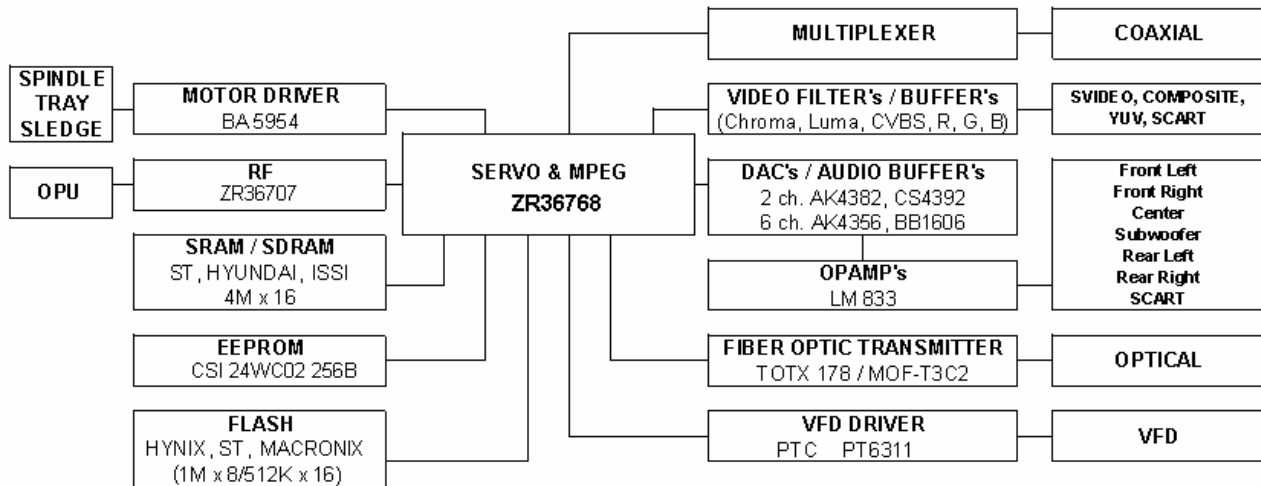 MULTIPLEXER
COAXIAL
SPINDLE
TRAY
SLEDGE
MOTOR DRIVER
BA 5954
VIDEO FILTER's / BUFFER's
(Chroma, Luma, CVBS, R, G, B)
SVIDEO, COMPOSITE,
YUV, SCART
OPU
RF
ZR36707
SERVO & MPEG
ZR36768
DAC's / AUDIO BUFFER's
2 ch. AK4382, CS4392
6 ch. AK4356, BB1606
Front Left
Front Right
Center
Subwoofer
Rear Left
Rear Right
SCART
SRAM / SDRAM
ST, HYUNDAI, ISSI
4M x 16
OPAMP's
LM 833
EEPROM
CSI 24WC02 256B
FIBER OPTIC TRANSMITTER
TOTX 178 / MOF-T3C2
OPTICAL
FLASH
HYNIX, ST, MACRONIX
(1M x 8/512K x 16)
VFD DRIVER
PTC PT6311
VFD